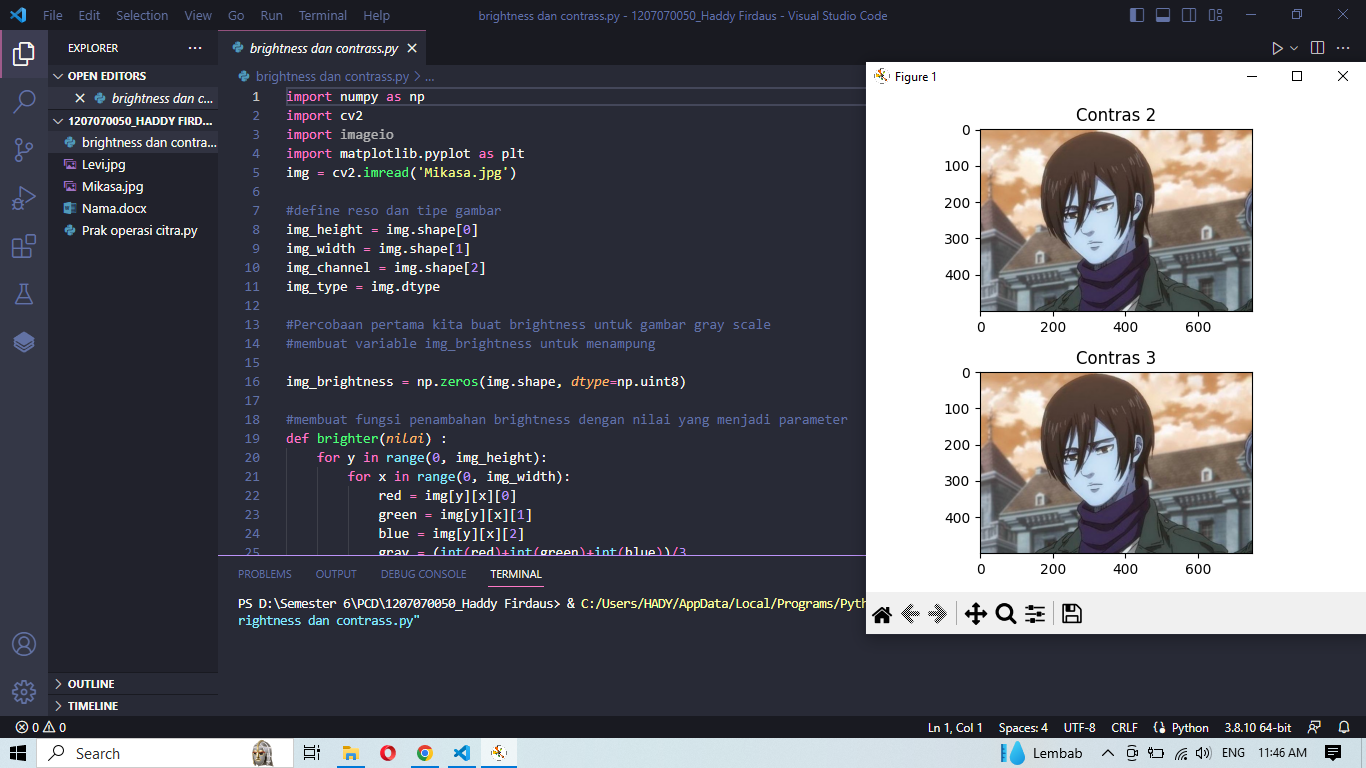 File Edit Selection View Go Run Terminal Help
brightness dan contrass.py - 1207070050_Haddy Firdaus - Visual Studio Code
EXPLORER
OPEN EDITORS
brightness dan c...
1207070050_HADDY FIRD...
brightness dan contra...
Levi.jpg
Mikasa.jpg
Nama.docx
Prak operasi citra.py
OUTLINE
TIMELINE
brightness dan contrass.py
brightness dan contrass.py > ...
1 import numpy as np
2 import cv2
3 import imageio
4 import matplotlib.pyplot as plt
5 img = cv2.imread('Mikasa.jpg')
6
7 #define reso dan tipe gambar
8 img_height = img.shape[0]
9 img_width = img.shape[1]
10 img_channel = img.shape[2]
11 img_type = img.dtype
12
13 #Percobaan pertama kita buat brightness untuk gambar gray scale
14 #membuat variable img_brightness untuk menampung
15
16 img_brightness = np.zeros(img.shape, dtype=np.uint8)
17
18 #membuat fungsi penambahan brightness dengan nilai yang menjadi parameter
19 def brighter(nilai) :
20 for y in range(0, img_height):
21 for x in range(0, img_width):
22 red = img[y][x][0]
23 green = img[y][x][1]
24 blue = img[y][x][2]
25 gray = (int(red)+int(green)+int(blue))/3
PROBLEMS OUTPUT DEBUG CONSOLE TERMINAL
PS D:\Semester 6\PCD\1207070050_Haddy Firdaus> & C:/Users/HADY/AppData/Local/Programs/Pyth
rightness dan contrass.py"
Figure 1
Contras 2
0
100
200
300
400
0 200 400 600
Contras 3
0
100
200
300
400
0 200 400 600
0 0
Ln 1, Col 1 Spaces: 4 UTF-8 CRLF Python 3.8.10 64-bit
Search
Lembab
ENG
11:46 AM